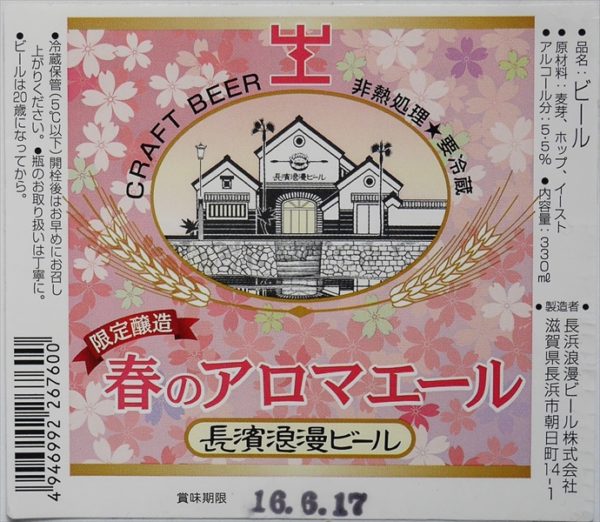 ● 品名：ビール
● 原材料：麦芽、ホップ、イースト
アルコール分：5.5% ● 内容量：330㎖
● 製造者● 長浜浪漫ビール株式会社
滋賀県長浜市朝日町14-1
生
CRAFT BEER 非熱処理★要冷蔵
長濱浪漫ビール
限定醸造
春のアロマエール
長濱浪漫ビール
賞味期限 16.6.17
● 冷蔵保管(5℃以下)開栓後はお早めにお召し
上がりください。● 瓶のお取り扱いは丁寧に。
● ビールは20歳になってから。
4946992267600